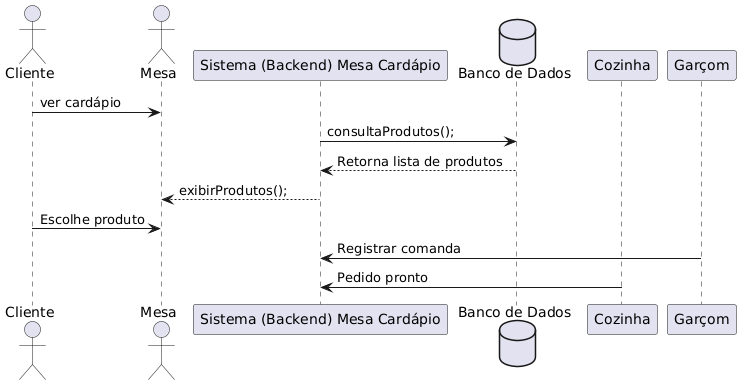 Cliente
Mesa
Sistema (Backend) Mesa Cardápio
Banco de Dados
Cozinha
Garçom
ver cardápio
consultaProdutos();
Retorna lista de produtos
exibirProdutos();
Escolhe produto
Registrar comanda
Pedido pronto
Cliente
Mesa
Sistema (Backend) Mesa Cardápio
Banco de Dados
Cozinha
Garçom